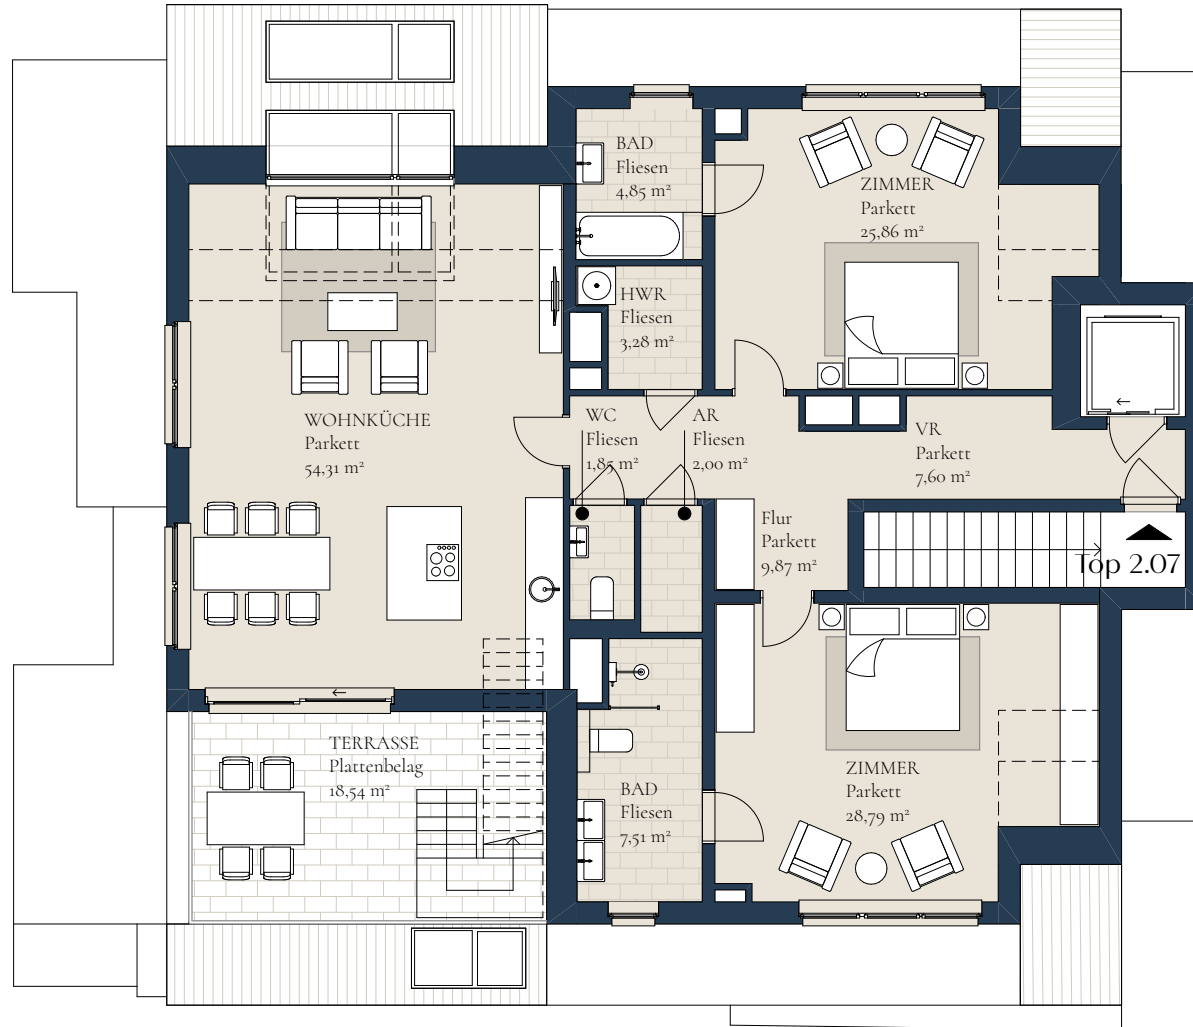 BAD
Fliesen
4,85 m²
ZIMMER
Parkett
25,86 m²
HWR
Fliesen
3,28 m²
WOHNKÜCHE
Parkett
54,31 m²
WC
Fliesen
1,85 m²
AR
Fliesen
2,00 m²
VR
Parkett
7,60 m²
Flur
Parkett
9,87 m²
Top 2.07
TERRASSE
Plattenbelag
18,54 m²
BAD
Fliesen
7,51 m²
ZIMMER
Parkett
28,79 m²